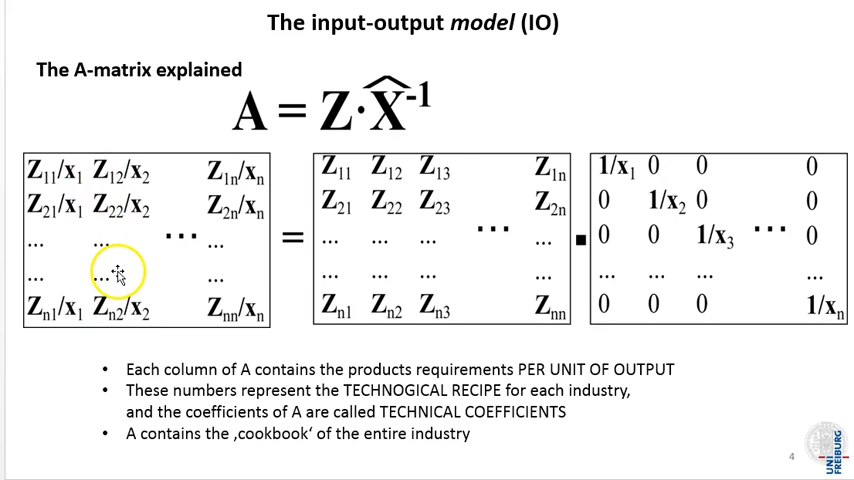 The input-output model (IO)
The A-matrix explained
A = Z·X̂⁻¹
Z₁₁/x₁ Z₁₂/x₂ Z₁ₙ/xₙ = Z₁₁ Z₁₂ Z₁₃ Z₁ₙ 1/x₁ 0 0 0
Z₂₁/x₁ Z₂₂/x₂ Z₂ₙ/xₙ Z₂₁ Z₂₂ Z₂₃ Z₂ₙ 0 1/x₂ 0 0
... ... ... ... = ... ... ... ... ... ▪ 0 0 1/x₃ ... 0
... ... ... ... ... ... ... ... ... ... ...
Zₙ₁/x₁ Zₙ₂/x₂ Zₙₙ/xₙ Zₙ₁ Zₙ₂ Zₙ₃ Zₙₙ 0 0 0 1/xₙ
• Each column of A contains the products requirements PER UNIT OF OUTPUT
• These numbers represent the TECHNOGICAL RECIPE for each industry,
and the coefficients of A are called TECHNICAL COEFFICIENTS
• A contains the ‚cookbook‘ of the entire industry
4
UNI
FREIBURG